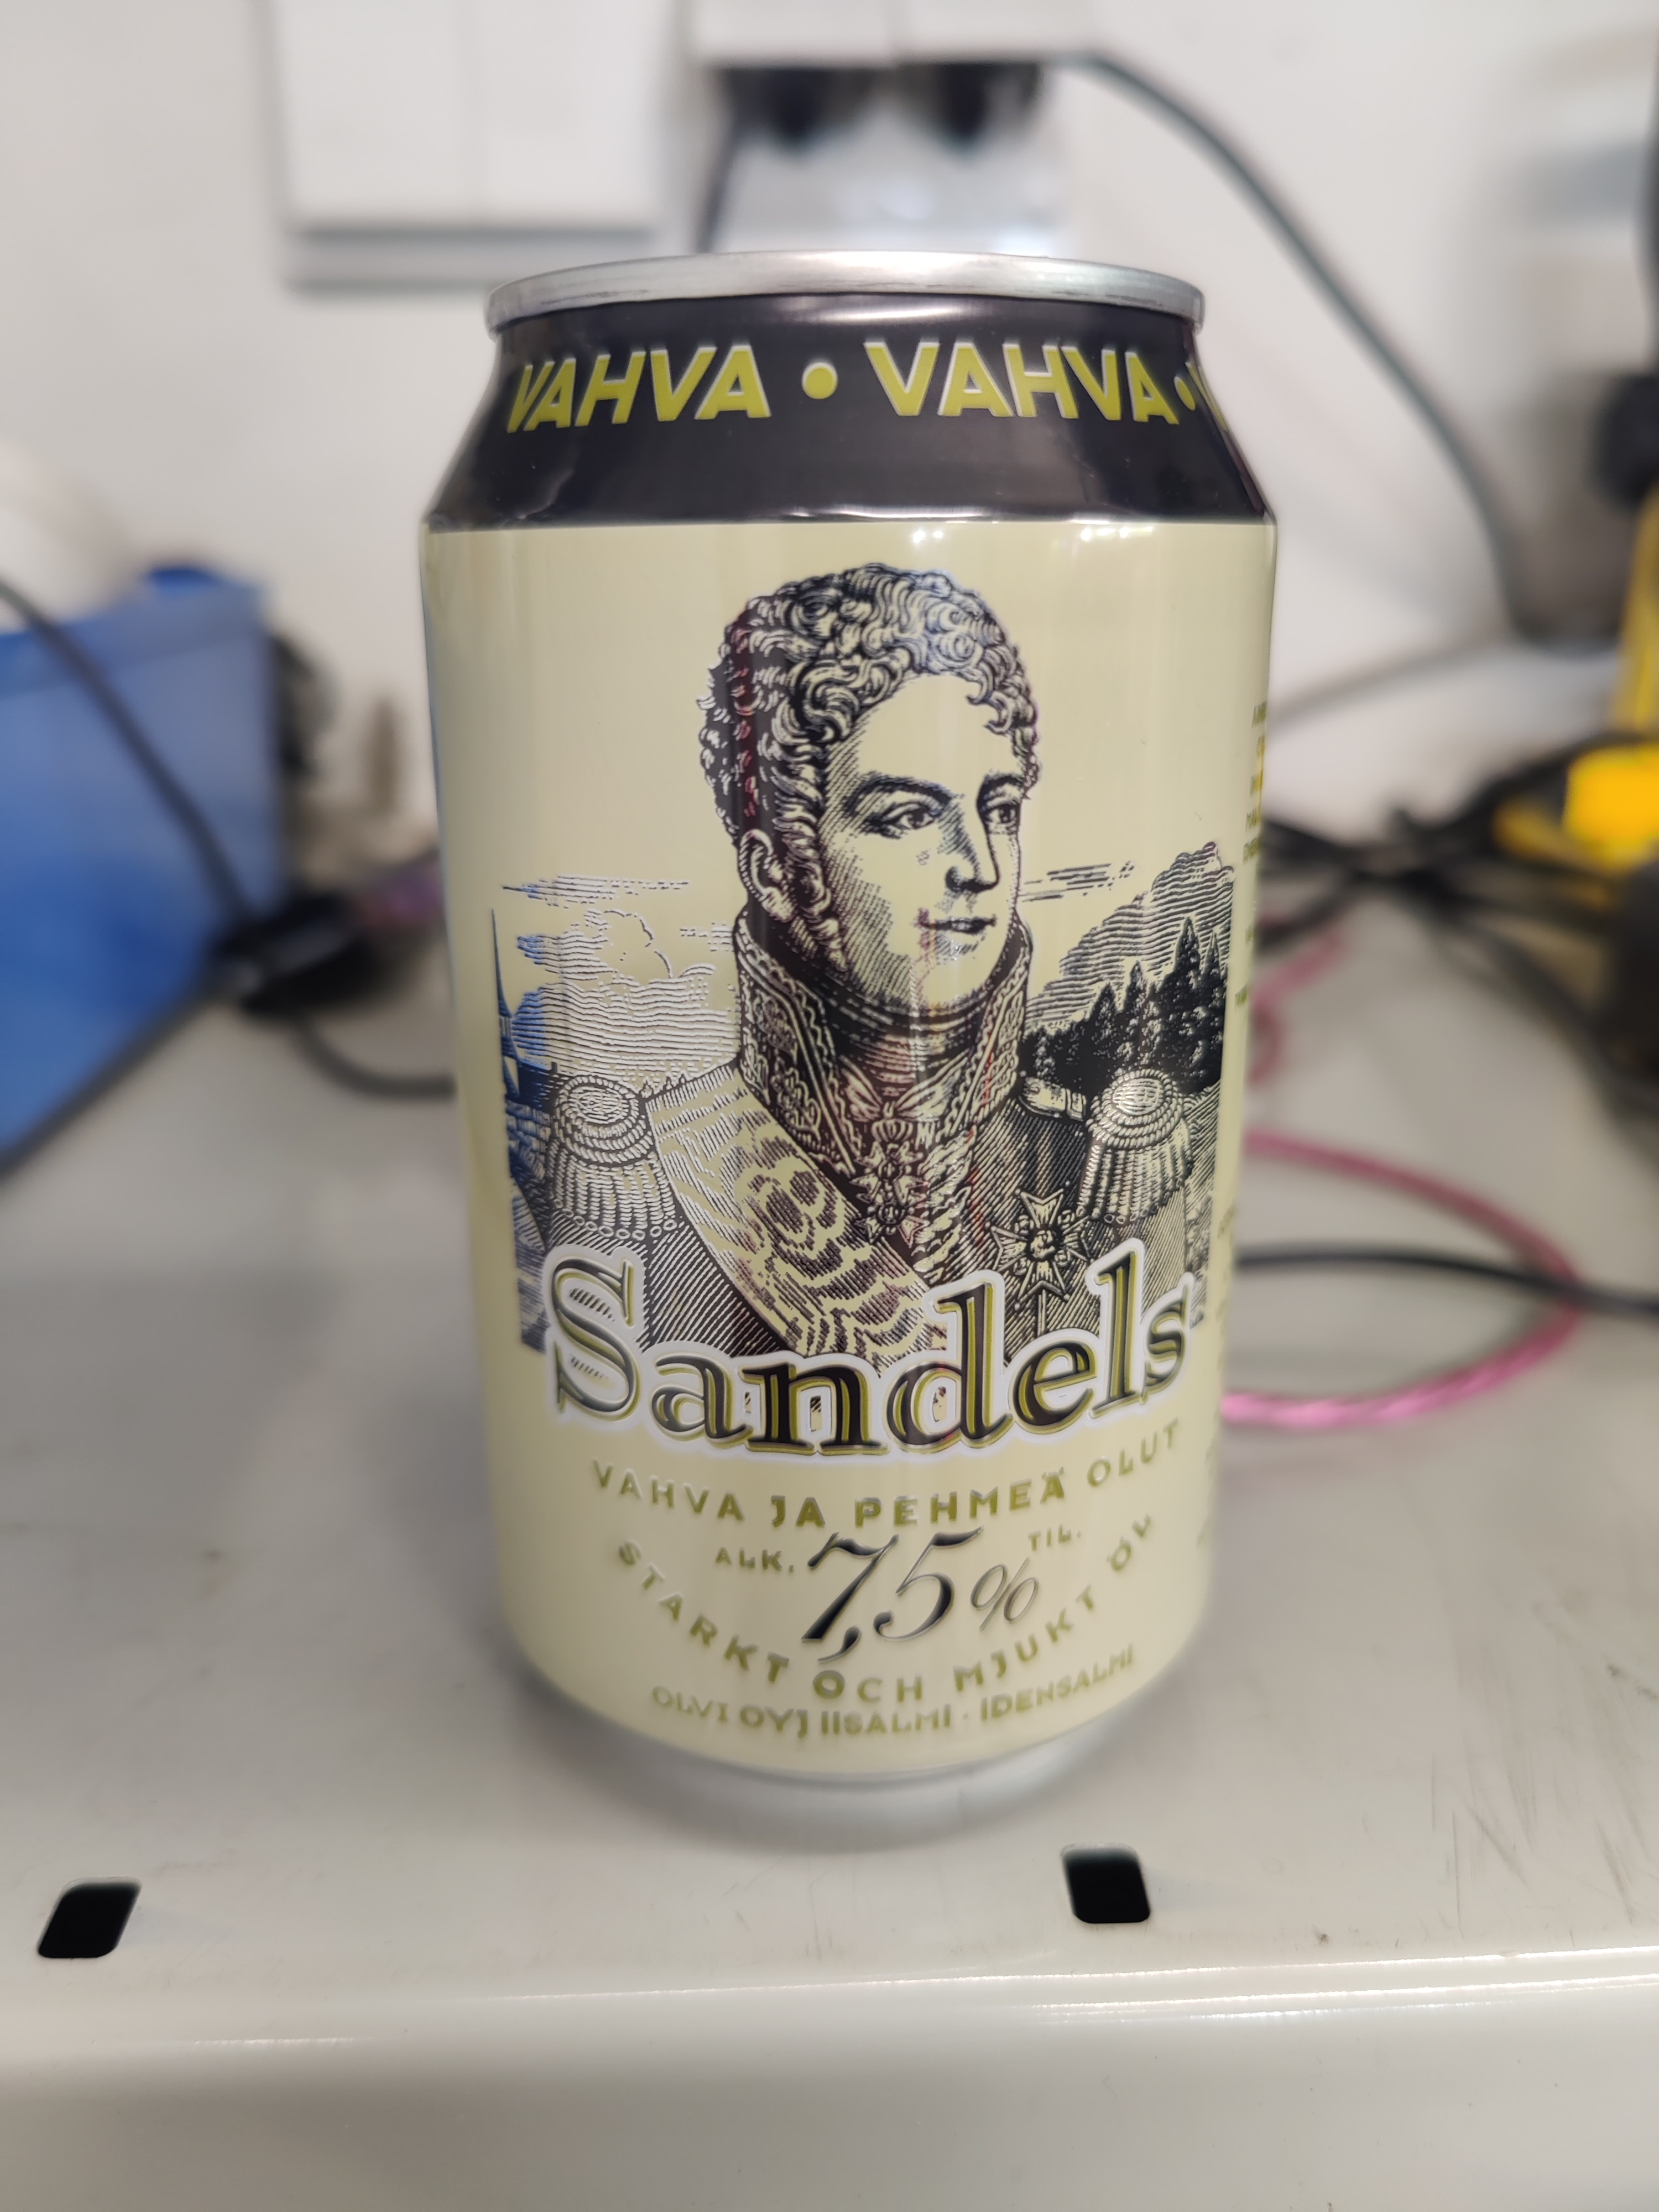 VAHVA • VAHVA •
Sandels
VAHVA JA PEHMEÄ OLUT
ALK. 7,5% TIL.
STARKT OCH MJUKT ÖL
OLVI OYJ IISALMI · IDENSALMI